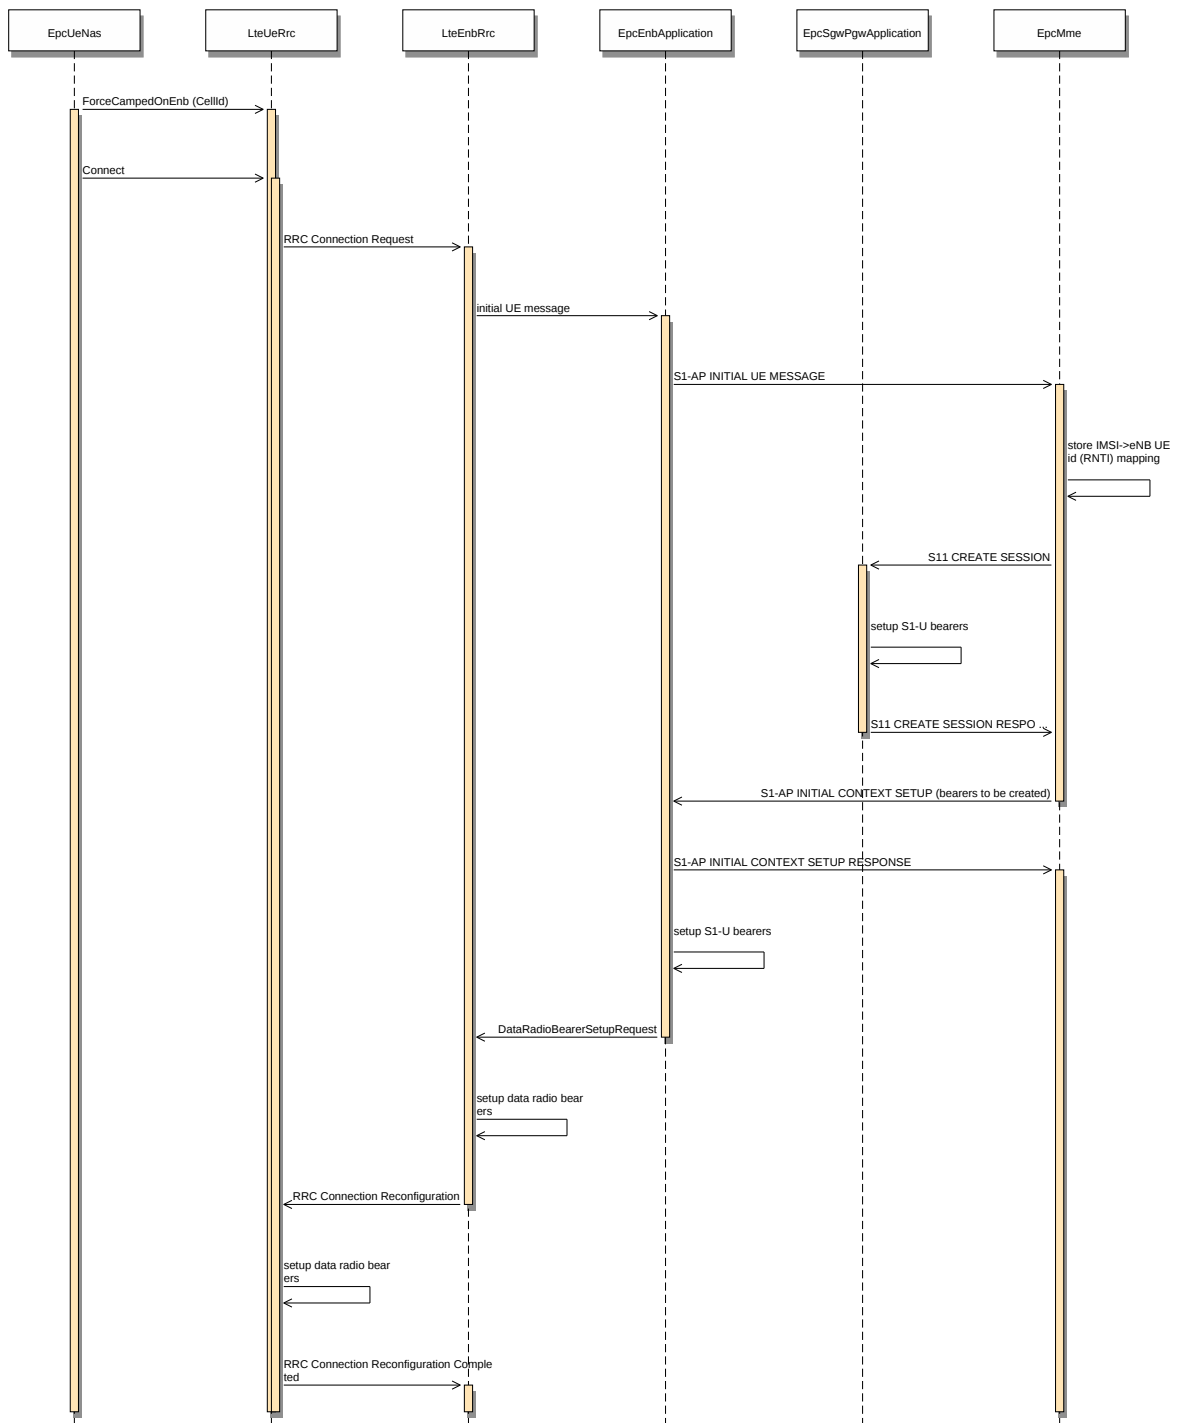 EpcUeNas
LteUeRrc
LteEnbRrc
EpcEnbApplication
EpcSgwPgwApplication
EpcMme
ForceCampedOnEnb (CellId)
Connect
RRC Connection Request
initial UE message
S1-AP INITIAL UE MESSAGE
store IMSI->eNB UE
id (RNTI) mapping
S11 CREATE SESSION
setup S1-U bearers
S11 CREATE SESSION RESPO ...
S1-AP INITIAL CONTEXT SETUP (bearers to be created)
S1-AP INITIAL CONTEXT SETUP RESPONSE
setup S1-U bearers
DataRadioBearerSetupRequest
setup data radio bear
ers
RRC Connection Reconfiguration
setup data radio bear
ers
RRC Connection Reconfiguration Comple
ted